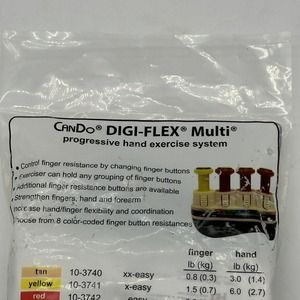 CANDO® DIGI-FLEX® Multi®
progressive hand exercise system
• Control finger resistance by changing finger buttons
• Exerciser can hold any grouping of finger buttons
• Additional finger resistance buttons are available
Strengthen fingers, hand and forearm
ease hand/finger flexibility and coordination
oose from 8 color-coded finger button resistances
finger hand
lb (kg) lb (kg)
tan 10-3740 xx-easy 0.8 (0.3) 3.0 (1.4)
yellow 10-3741 x-easy 1.5 (0.7) 6.0 (2.7)
red 10-3742